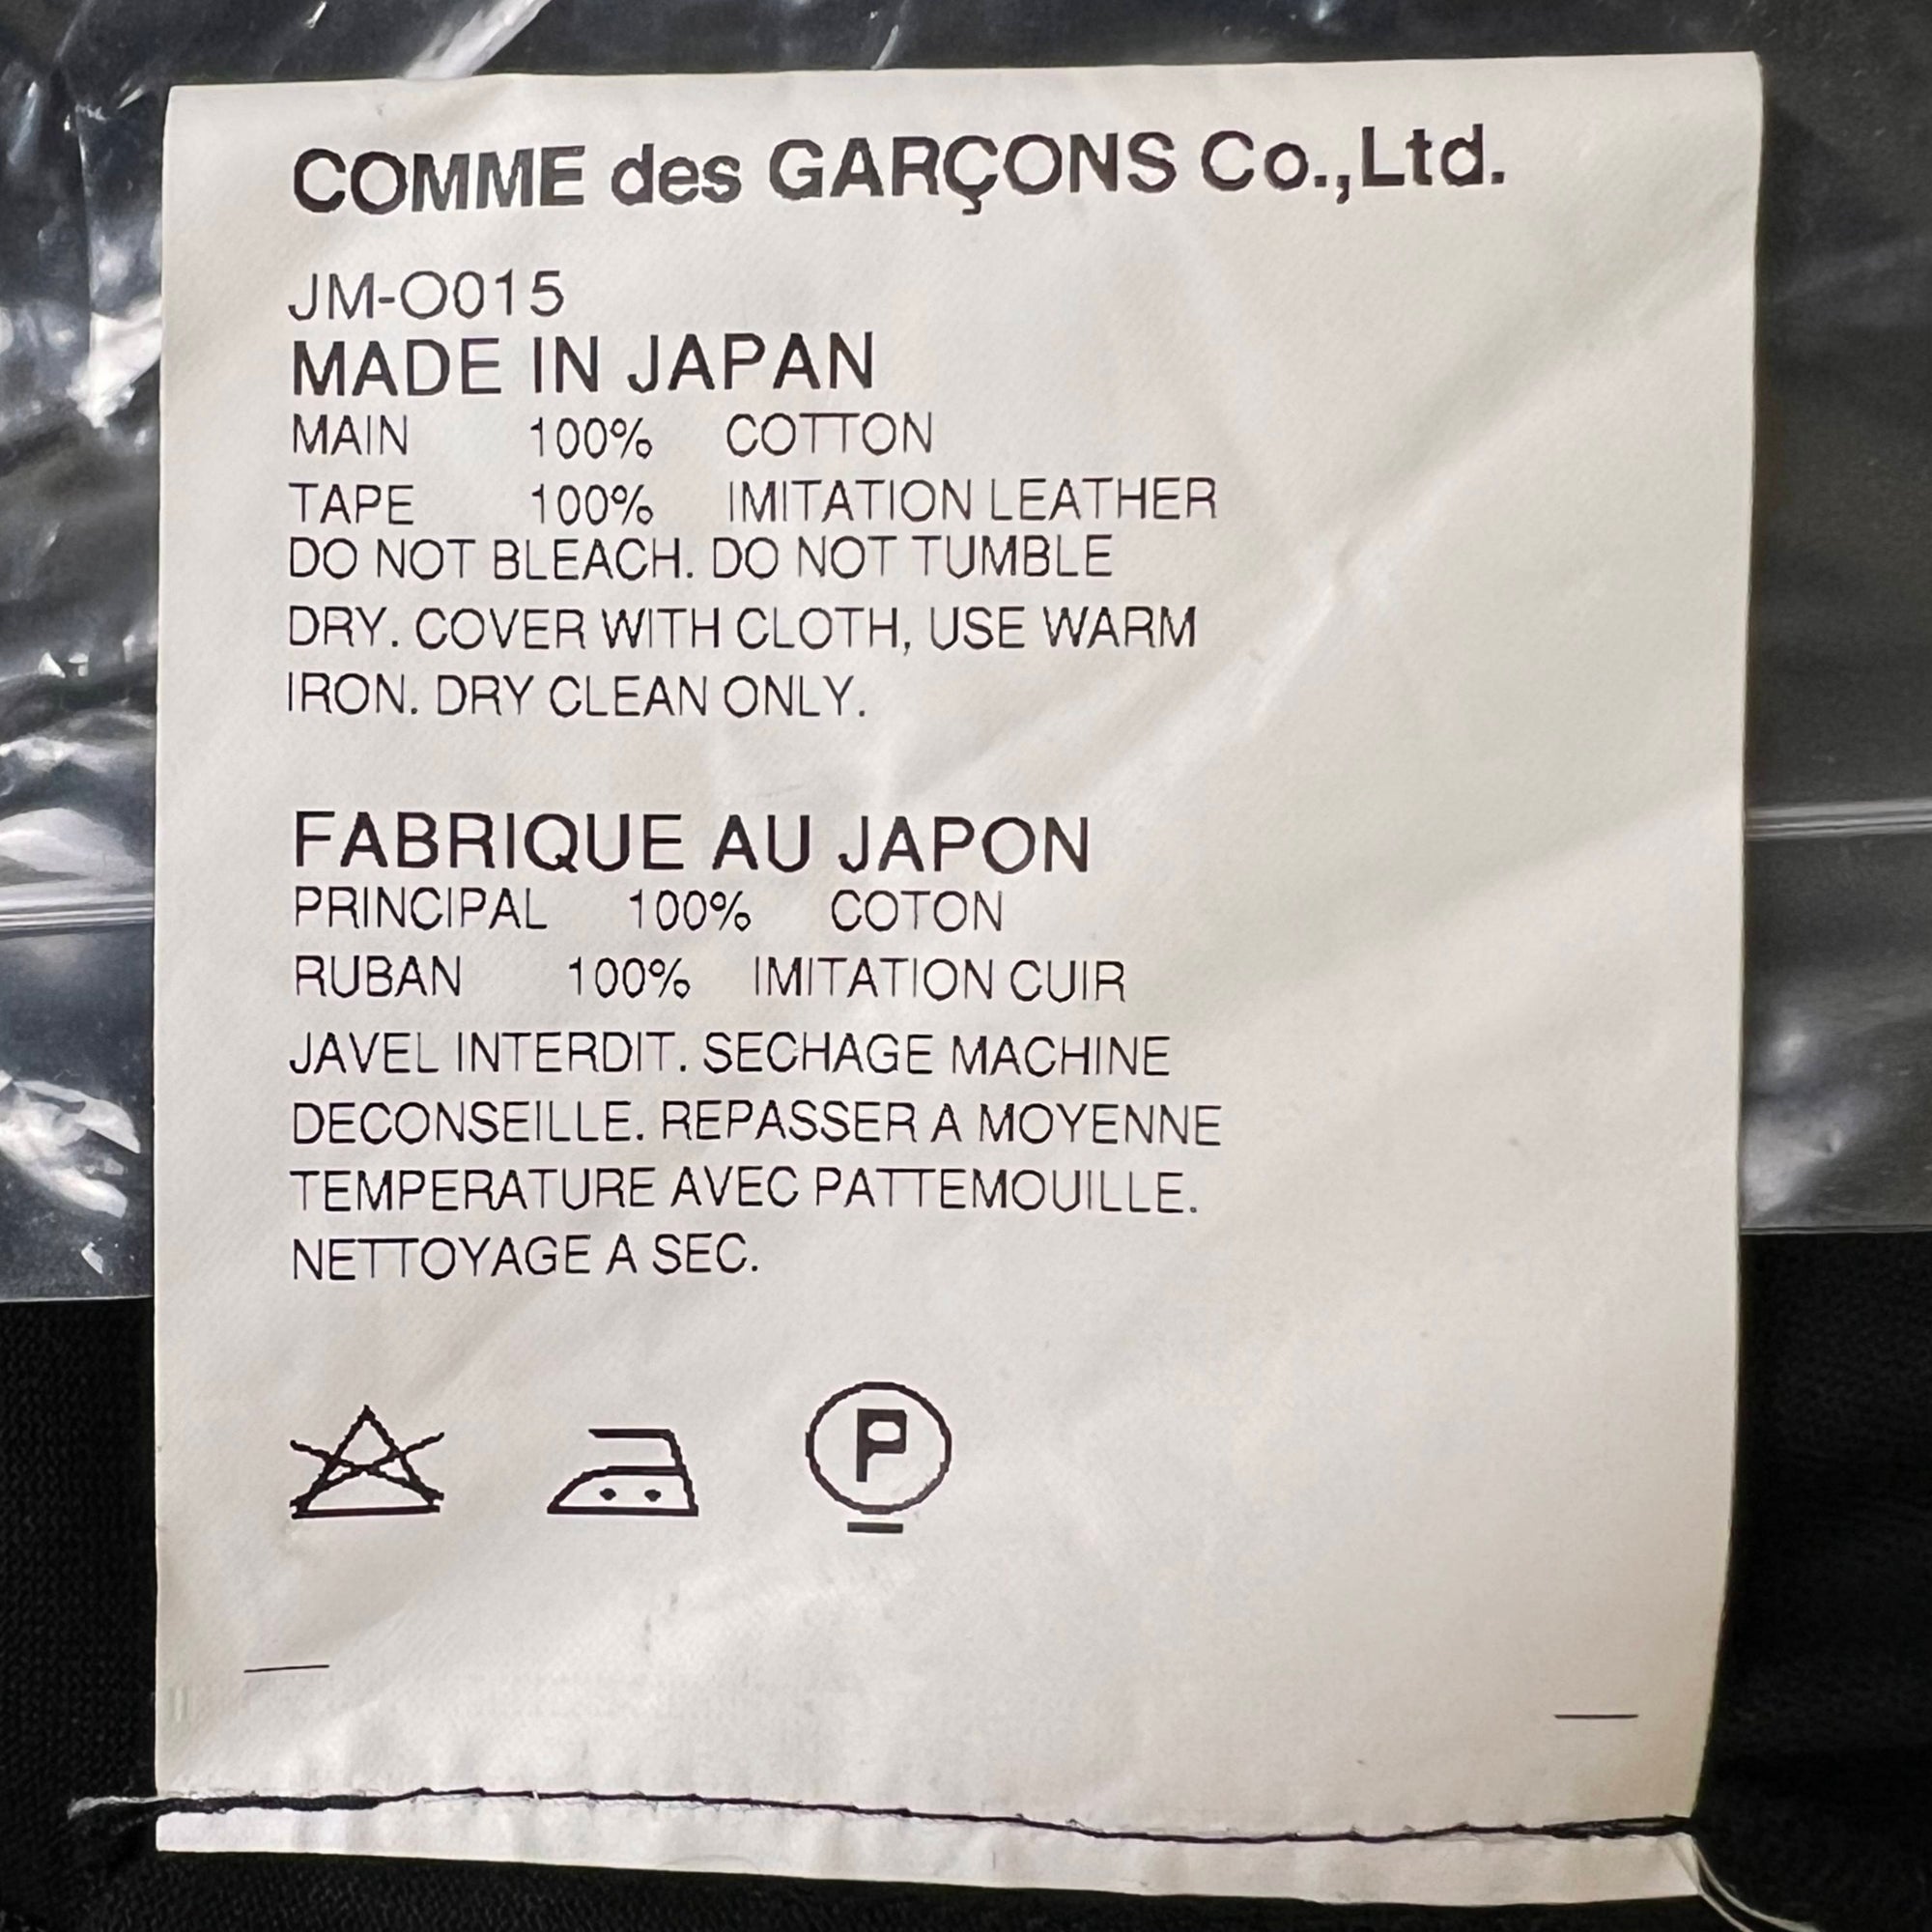 COMME des GARÇONS Co.,Ltd.
JM-O015
MADE IN JAPAN
MAIN 100% COTTON
TAPE 100% IMITATION LEATHER
DO NOT BLEACH. DO NOT TUMBLE
DRY. COVER WITH CLOTH, USE WARM
IRON. DRY CLEAN ONLY.
FABRIQUE AU JAPON
PRINCIPAL 100% COTON
RUBAN 100% IMITATION CUIR
JAVEL INTERDIT. SECHAGE MACHINE
DECONSEILLE. REPASSER A MOYENNE
TEMPERATURE AVEC PATTEMOUILLE.
NETTOYAGE A SEC.
P